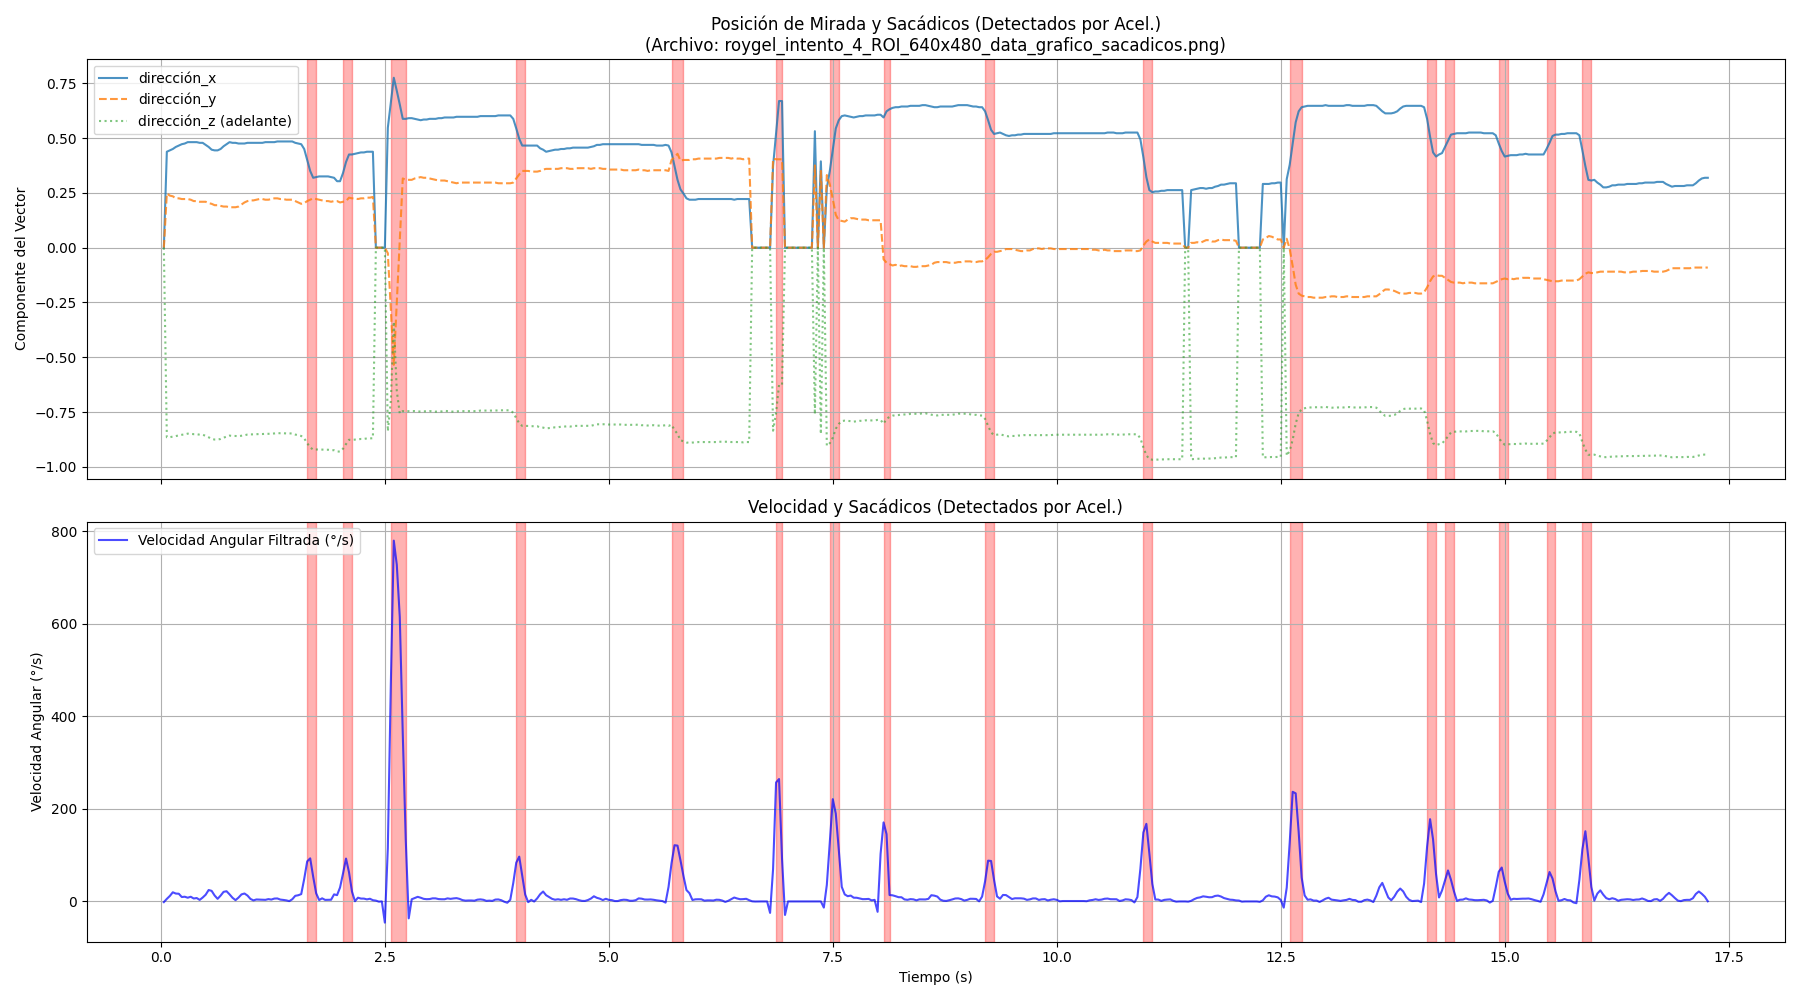 Posición de Mirada y Sacádicos (Detectados por Acel.)
(Archivo: roygel_intento_4_ROI_640x480_data_grafico_sacadicos.png)
dirección_x
dirección_y
dirección_z (adelante)
Componente del Vector
0.75
0.50
0.25
0.00
−0.25
−0.50
−0.75
−1.00
Velocidad y Sacádicos (Detectados por Acel.)
Velocidad Angular Filtrada (°/s)
Velocidad Angular (°/s)
800
600
400
200
0
0.0 2.5 5.0 7.5 10.0 12.5 15.0 17.5
Tiempo (s)